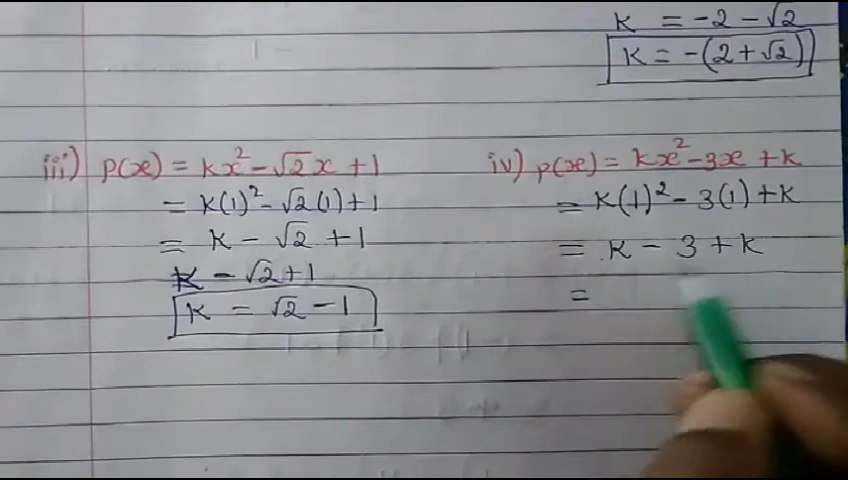 K = -2 - √2
K = -(2 + √2)
iii) p(x) = kx² - √2x + 1
= k(1)² - √2(1) + 1
= K - √2 + 1
K - √2 + 1
K = √2 - 1
iv) p(x) = kx² - 3x + k
= k(1)² - 3(1) + k
= K - 3 + k
=